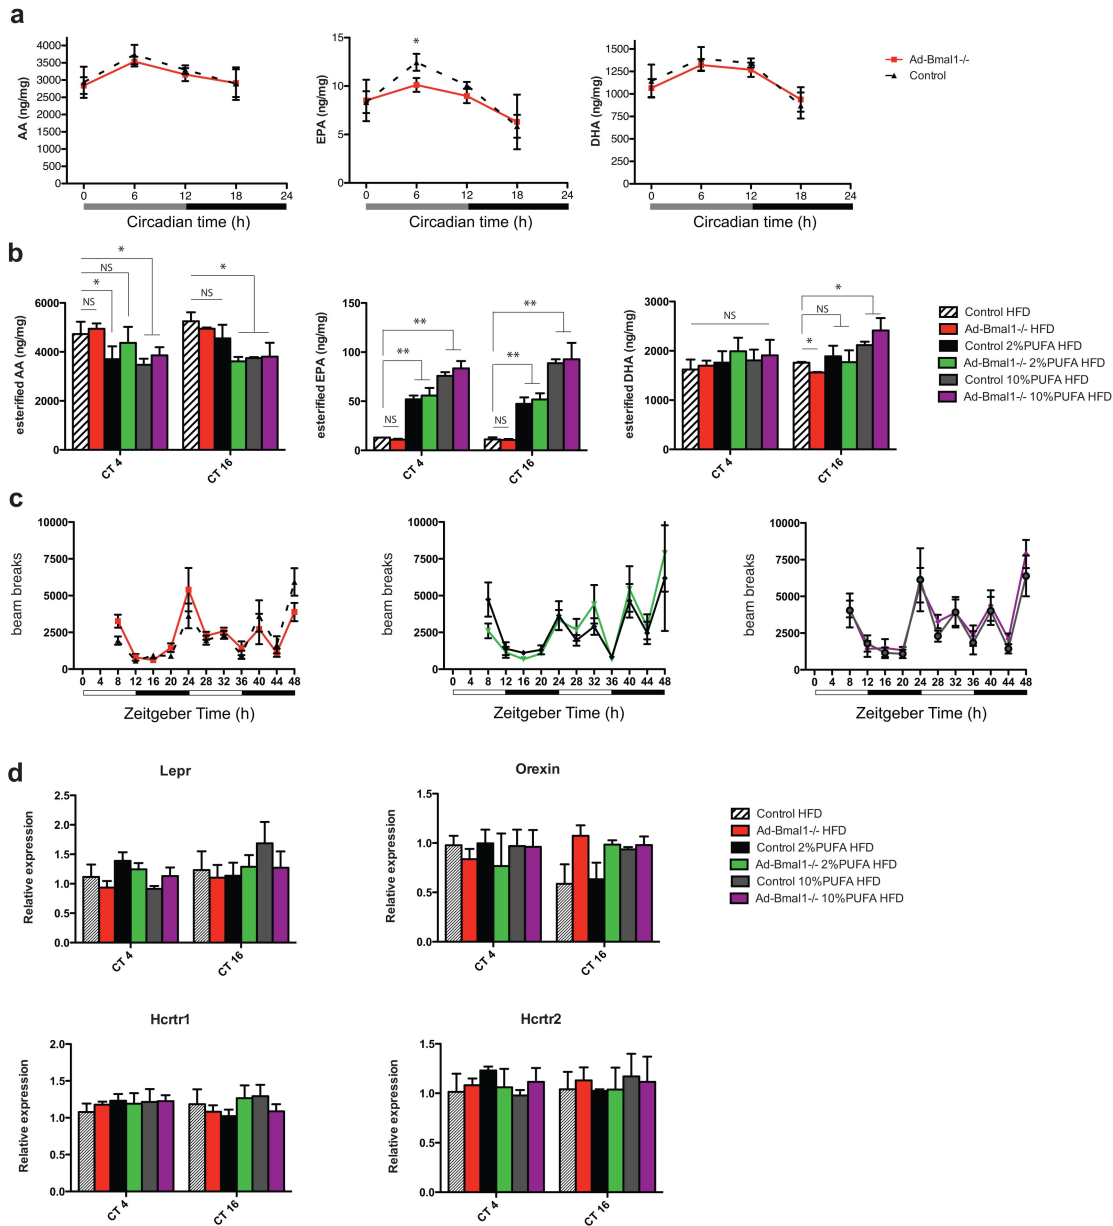 a
AA (ng/mg)
4000
3500
3000
2500
2000
1500
1000
500
0
0 6 12 18 24
Circadian time (h)
EPA (ng/mg)
15
10
5
0
*
0 6 12 18 24
Circadian time (h)
DHA (ng/mg)
1500
1250
1000
750
500
250
0
0 6 12 18 24
Circadian time (h)
Ad-Bmal1-/-
Control
b
esterified AA (ng/mg)
6000
4000
2000
0
*
NS
*
NS
*
NS
CT 4
CT 16
esterified EPA (ng/mg)
150
100
50
0
**
**
NS
**
**
NS
CT 4
CT 16
esterified DHA (ng/mg)
3000
2000
1000
0
NS
*
NS
*
CT 4
CT 16
Control HFD
Ad-Bmal1-/- HFD
Control 2%PUFA HFD
Ad-Bmal1-/- 2%PUFA HFD
Control 10%PUFA HFD
Ad-Bmal1-/- 10%PUFA HFD
c
beam breaks
10000
7500
5000
2500
0
0 4 8 12 16 20 24 28 32 36 40 44 48
Zeitgeber Time (h)
beam breaks
10000
7500
5000
2500
0
0 4 8 12 16 20 24 28 32 36 40 44 48
Zeitgeber Time (h)
beam breaks
10000
7500
5000
2500
0
0 4 8 12 16 20 24 28 32 36 40 44 48
Zeitgeber Time (h)
d
Lepr
Relative expression
2.5
2.0
1.5
1.0
0.5
0.0
CT 4
CT 16
Orexin
Relative expression
1.5
1.0
0.5
0.0
CT 4
CT 16
Control HFD
Ad-Bmal1-/- HFD
Control 2%PUFA HFD
Ad-Bmal1-/- 2%PUFA HFD
Control 10%PUFA HFD
Ad-Bmal1-/- 10%PUFA HFD
Hcrtr1
Relative expression
2.0
1.5
1.0
0.5
0.0
CT 4
CT 16
Hcrtr2
Relative expression
1.5
1.0
0.5
0.0
CT 4
CT 16